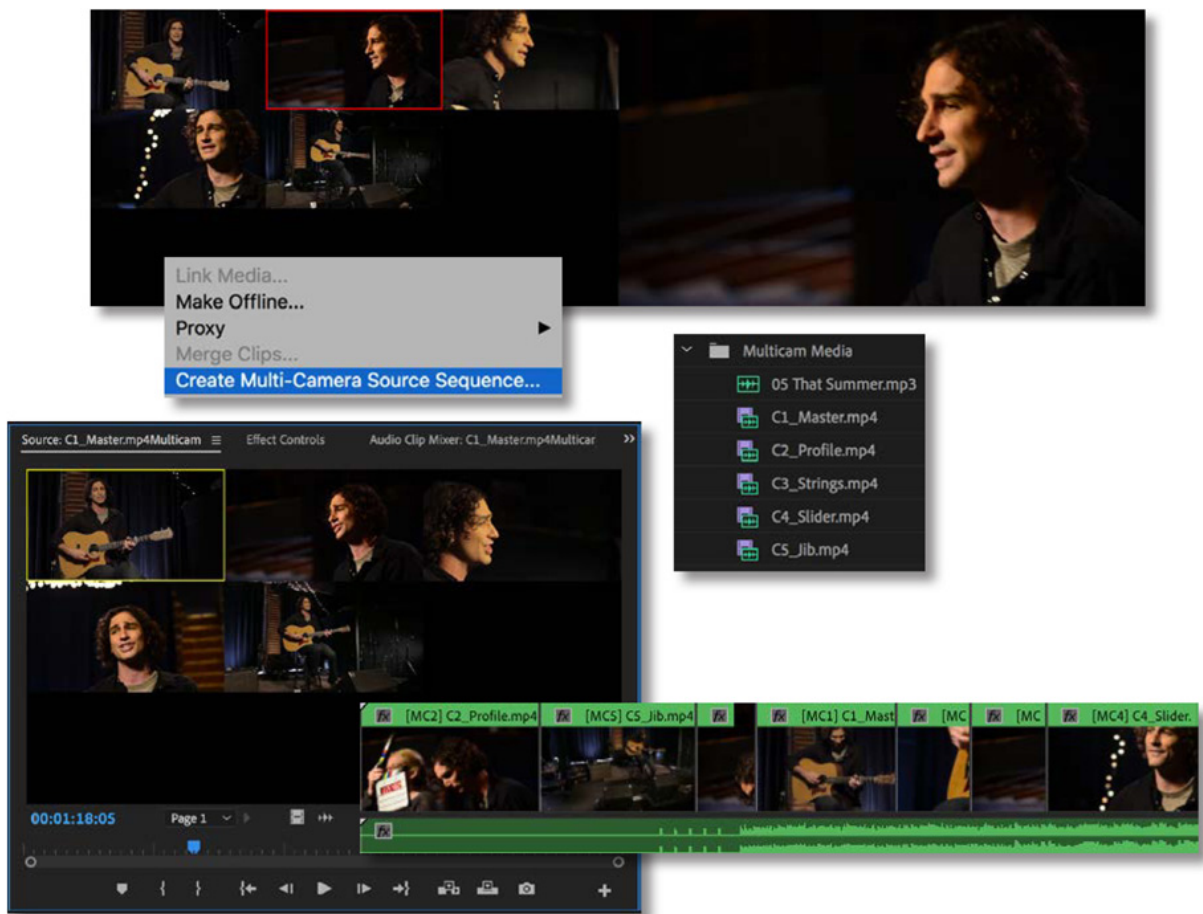 Link Media...
Make Offline...
Proxy
Merge Clips...
Create Multi-Camera Source Sequence...
Multicam Media
05 That Summer.mp3
C1_Master.mp4
C2_Profile.mp4
C3_Strings.mp4
C4_Slider.mp4
C5_Jib.mp4
Source: C1_Master.mp4Multicam
Effect Controls
Audio Clip Mixer: C1_Master.mp4Multicar
fx [MC2] C2_Profile.mp4
fx [MC5] C5_Jib.mp4
fx
fx [MC1] C1_Mast
fx [MC
fx [MC
fx [MC4] C4_Slider.
fx
00:01:18:05
Page 1